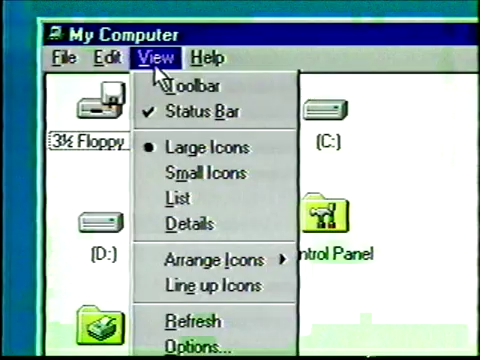 My Computer
File Edit View Help
Toolbar
Status Bar
3½ Floppy
(C:)
Large Icons
Small Icons
List
Details
(D:)
ntrol Panel
Arrange Icons
Line up Icons
Refresh
Options...